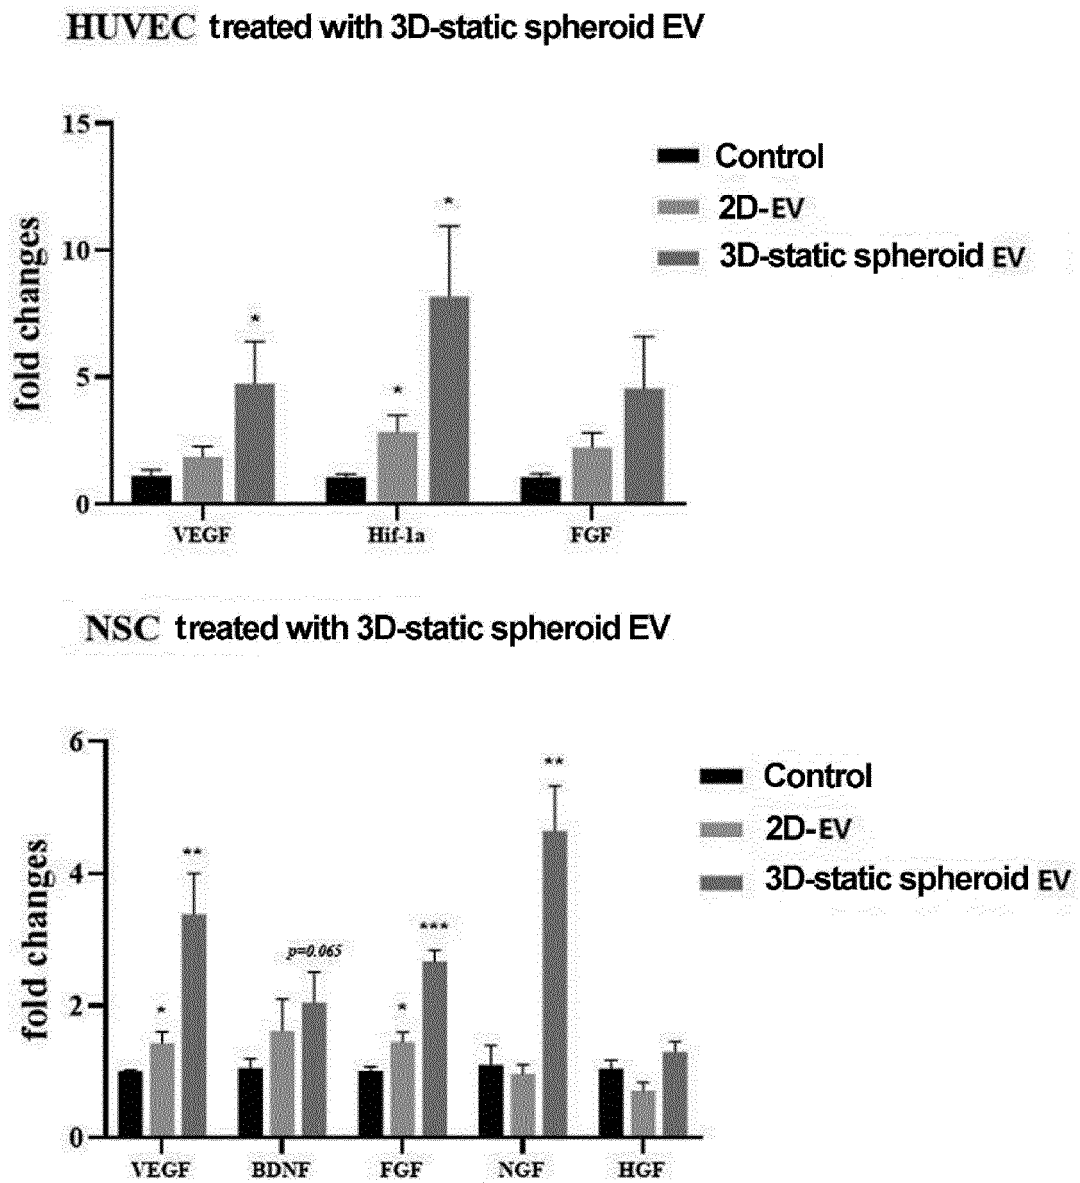 HUVEC treated with 3D-static spheroid EV
15
10
5
0
fold changes
*
*
*
Control
2D-EV
3D-static spheroid EV
VEGF Hif-1a FGF
NSC treated with 3D-static spheroid EV
6
4
2
0
fold changes
*
**
p=0.065
*
***
**
Control
2D-EV
3D-static spheroid EV
VEGF BDNF FGF NGF HGF